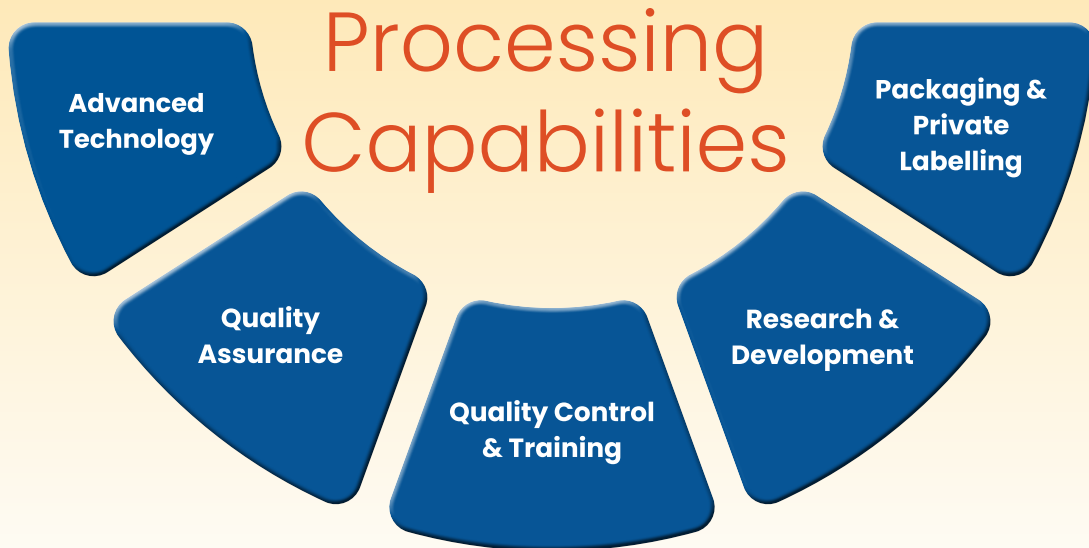 Processing
Capabilities
Advanced
Technology
Quality
Assurance
Quality Control
& Training
Research &
Development
Packaging &
Private
Labelling